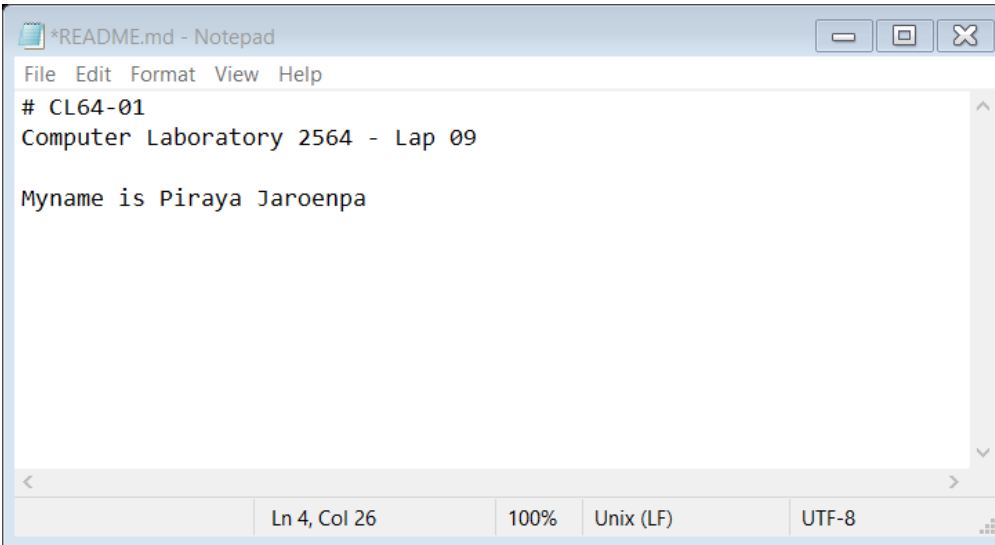 *README.md - Notepad
File Edit Format View Help
# CL64-01
Computer Laboratory 2564 - Lap 09
Myname is Piraya Jaroenpa
Ln 4, Col 26 100% Unix (LF) UTF-8